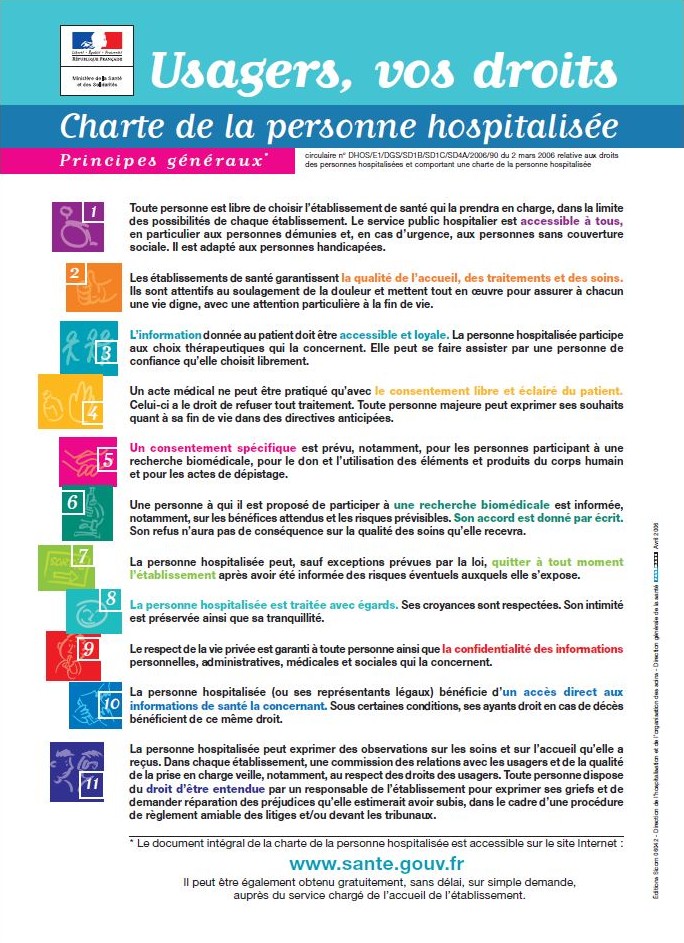 Liberté • Égalité • Fraternité
RÉPUBLIQUE FRANÇAISE
Ministère de la Santé
et des Solidarités
Usagers, vos droits
Charte de la personne hospitalisée
Principes généraux*
circulaire n° DHOS/E1/DGS/SD1B/SD1C/SD4A/2006/90 du 2 mars 2006 relative aux droits
des personnes hospitalisées et comportant une charte de la personne hospitalisée
1
Toute personne est libre de choisir l'établissement de santé qui la prendra en charge, dans la limite
des possibilités de chaque établissement. Le service public hospitalier est accessible à tous,
en particulier aux personnes démunies et, en cas d'urgence, aux personnes sans couverture
sociale. Il est adapté aux personnes handicapées.
2
Les établissements de santé garantissent la qualité de l'accueil, des traitements et des soins.
Ils sont attentifs au soulagement de la douleur et mettent tout en œuvre pour assurer à chacun
une vie digne, avec une attention particulière à la fin de vie.
3
L'information donnée au patient doit être accessible et loyale. La personne hospitalisée participe
aux choix thérapeutiques qui la concernent. Elle peut se faire assister par une personne de
confiance qu'elle choisit librement.
4
Un acte médical ne peut être pratiqué qu'avec le consentement libre et éclairé du patient.
Celui-ci a le droit de refuser tout traitement. Toute personne majeure peut exprimer ses souhaits
quant à sa fin de vie dans des directives anticipées.
5
Un consentement spécifique est prévu, notamment, pour les personnes participant à une
recherche biomédicale, pour le don et l'utilisation des éléments et produits du corps humain
et pour les actes de dépistage.
6
Une personne à qui il est proposé de participer à une recherche biomédicale est informée,
notamment, sur les bénéfices attendus et les risques prévisibles. Son accord est donné par écrit.
Son refus n'aura pas de conséquence sur la qualité des soins qu'elle recevra.
7
La personne hospitalisée peut, sauf exceptions prévues par la loi, quitter à tout moment
l'établissement après avoir été informée des risques éventuels auxquels elle s'expose.
8
La personne hospitalisée est traitée avec égards. Ses croyances sont respectées. Son intimité
est préservée ainsi que sa tranquillité.
9
Le respect de la vie privée est garanti à toute personne ainsi que la confidentialité des informations
personnelles, administratives, médicales et sociales qui la concernent.
10
La personne hospitalisée (ou ses représentants légaux) bénéficie d'un accès direct aux
informations de santé la concernant. Sous certaines conditions, ses ayants droit en cas de décès
bénéficient de ce même droit.
11
La personne hospitalisée peut exprimer des observations sur les soins et sur l'accueil qu'elle a
reçus. Dans chaque établissement, une commission des relations avec les usagers et de la qualité
de la prise en charge veille, notamment, au respect des droits des usagers. Toute personne dispose
du droit d'être entendue par un responsable de l'établissement pour exprimer ses griefs et de
demander réparation des préjudices qu'elle estimerait avoir subis, dans le cadre d'une procédure
de règlement amiable des litiges et/ou devant les tribunaux.
* Le document intégral de la charte de la personne hospitalisée est accessible sur le site Internet :
www.sante.gouv.fr
Il peut être également obtenu gratuitement, sans délai, sur simple demande,
auprès du service chargé de l'accueil de l'établissement.
Éditions Sicom 06042 - Direction de l'hospitalisation et de l'organisation des soins - Direction générale de la santé Avril 2006